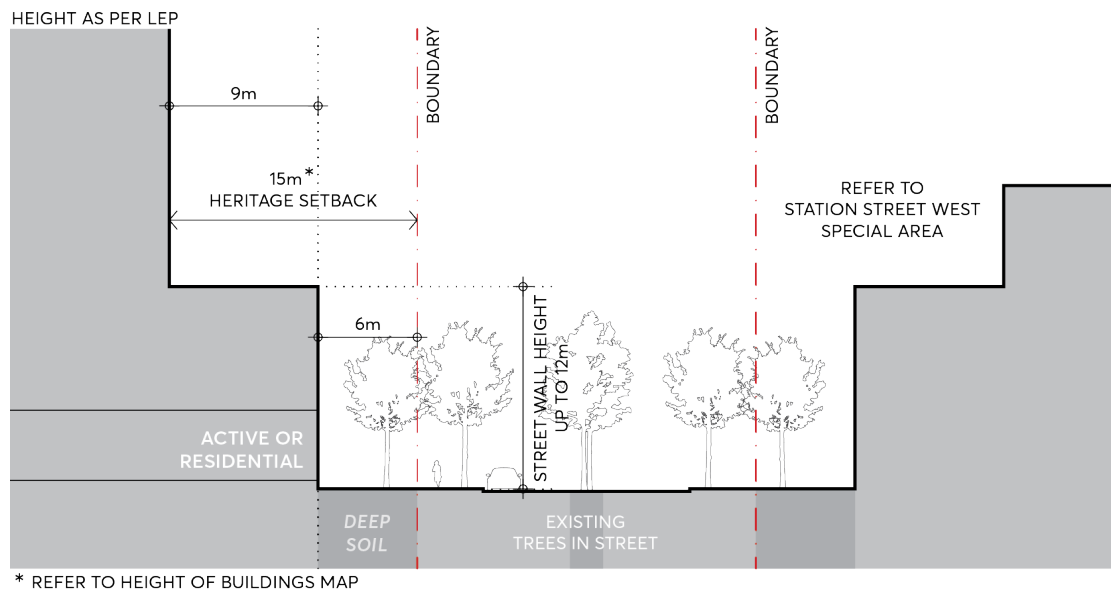 HEIGHT AS PER LEP
BOUNDARY
BOUNDARY
9m
15m*
HERITAGE SETBACK
REFER TO
STATION STREET WEST
SPECIAL AREA
6m
STREET WALL HEIGHT
UP TO 12m
ACTIVE OR
RESIDENTIAL
DEEP
SOIL
EXISTING
TREES IN STREET
* REFER TO HEIGHT OF BUILDINGS MAP